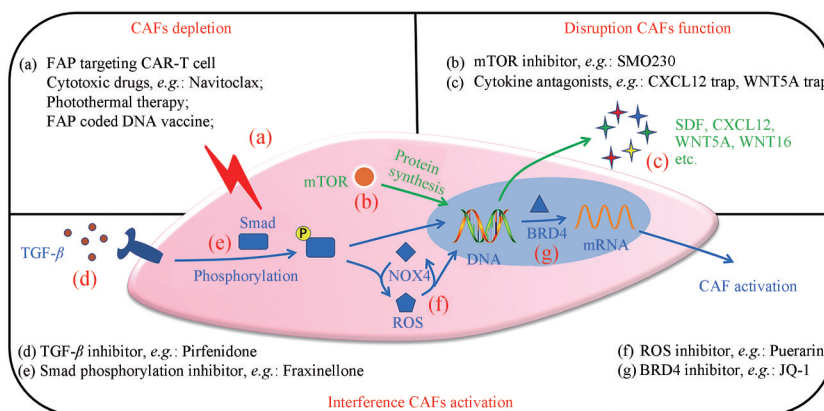 CAFs depletion
(a) FAP targeting CAR-T cell
Cytotoxic drugs, e.g.: Navitoclax;
Photothermal therapy;
FAP coded DNA vaccine;
Disruption CAFs function
(b) mTOR inhibitor, e.g.: SMO230
(c) Cytokine antagonists, e.g.: CXCL12 trap, WNT5A trap
(a)
mTOR
(b)
Protein
synthesis
SDF, CXCL12,
WNT5A, WNT16
etc.
(c)
TGF-β
(d)
(e)
Smad
P
Phosphorylation
NOX4
(f)
ROS
DNA
BRD4
(g)
mRNA
CAF activation
(d) TGF-β inhibitor, e.g.: Pirfenidone
(e) Smad phosphorylation inhibitor, e.g.: Fraxinellone
(f) ROS inhibitor, e.g.: Puerarin
(g) BRD4 inhibitor, e.g.: JQ-1
Interference CAFs activation